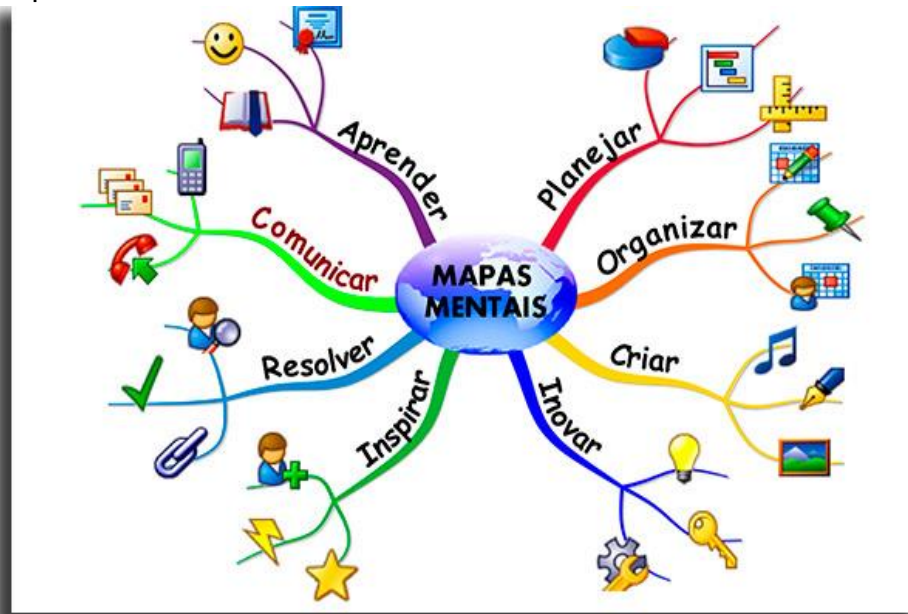 Aprender
Planejar
Comunicar
Organizar
MAPAS
MENTAIS
Resolver
Criar
Inspirar
Inovar